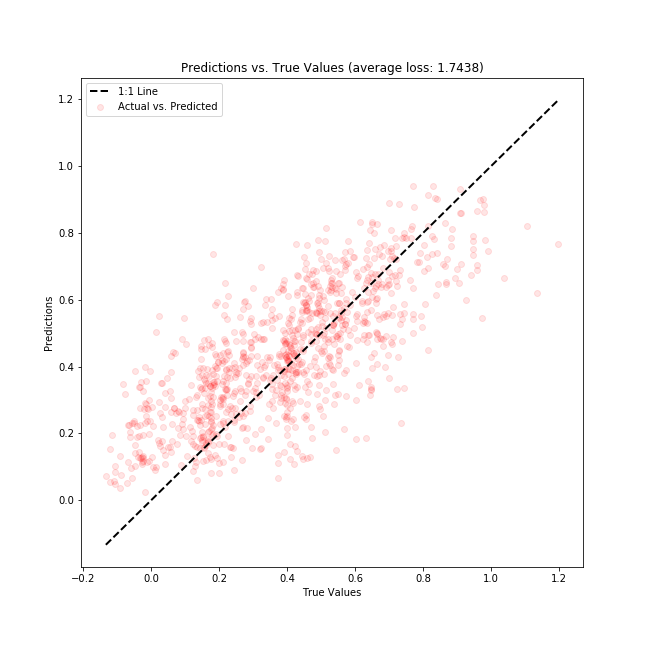 Predictions vs. True Values (average loss: 1.7438)
1:1 Line
Actual vs. Predicted
1.2
1.0
0.8
0.6
0.4
0.2
0.0
Predictions
−0.2 0.0 0.2 0.4 0.6 0.8 1.0 1.2
True Values